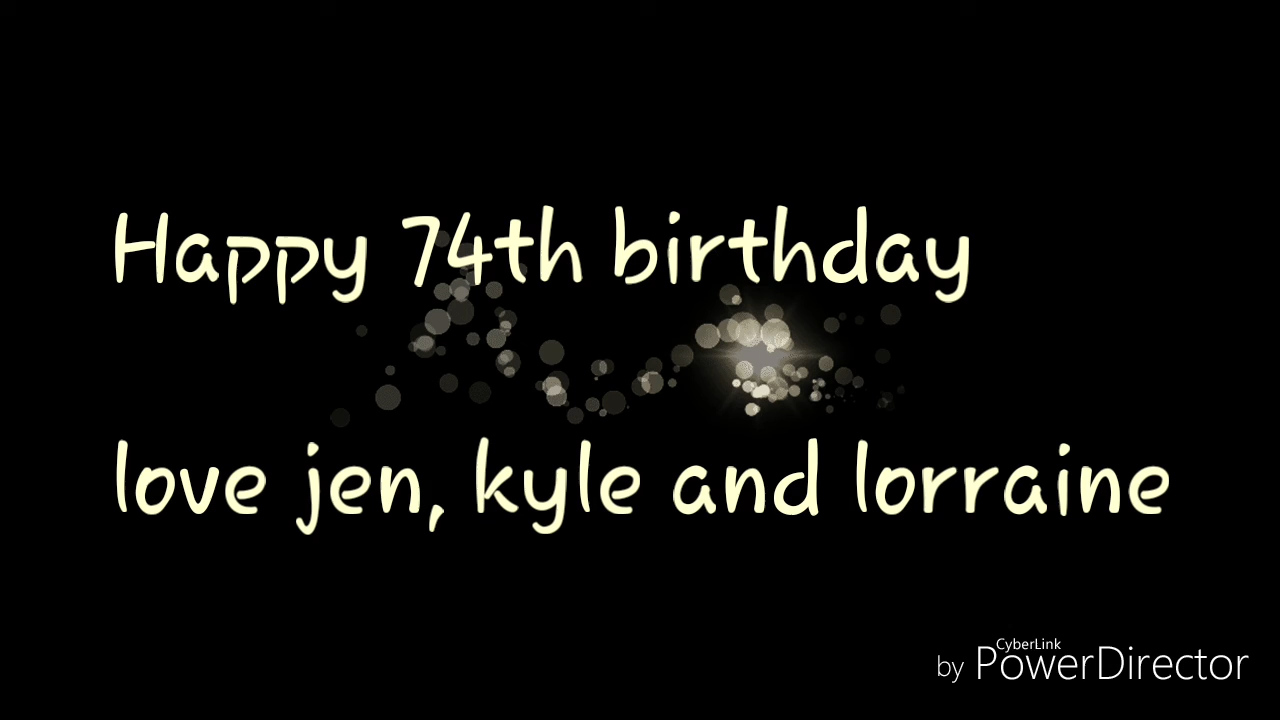 Happy 74th birthday
love jen, kyle and lorraine
CyberLink
by PowerDirector